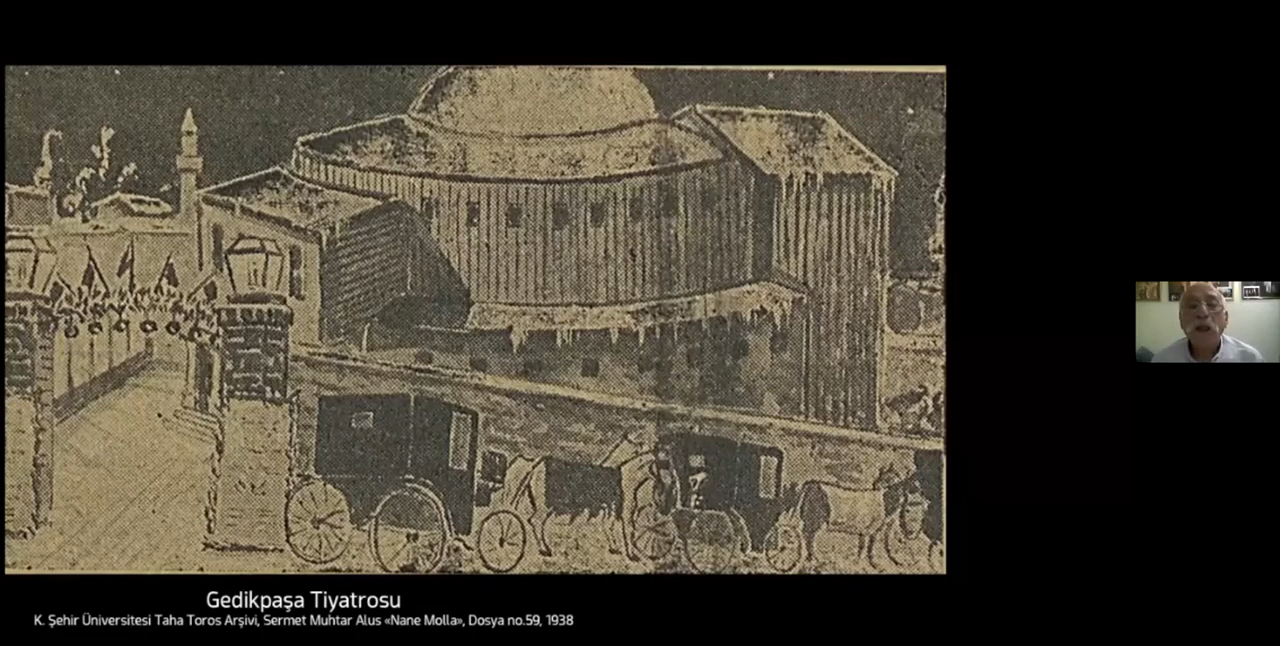 Gedikpaşa Tiyatrosu
K. Şehir Üniversitesi Taha Toros Arşivi, Sermet Muhtar Alus «Nane Molla», Dosya no.59, 1938